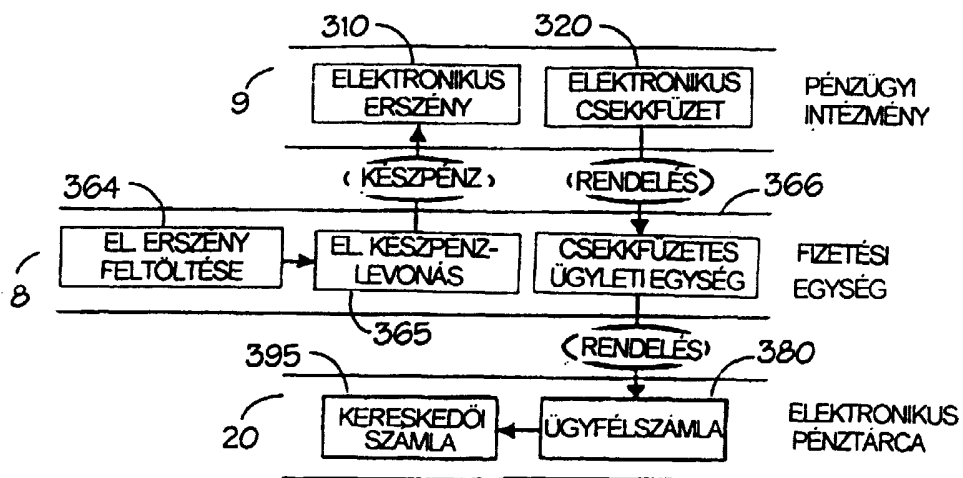 310
320
9
ELEKTRONIKUS
ERSZÉNY
ELEKTRONIKUS
CSEKKFÜZET
PÉNZÜGYI
INTÉZMÉNY
(KÉSZPÉNZ)
(RENDELÉS)
364
366
EL. ERSZÉNY
FELTÖLTÉSE
EL. KÉSZPÉNZ-
LEVONÁS
CSEKKFÜZETES
ÜGYLETI EGYSÉG
FIZETÉSI
EGYSÉG
8
365
(RENDELÉS)
395
380
20
KERESKEDŐI
SZÁMLA
ÜGYFÉLSZÁMLA
ELEKTRONIKUS
PÉNZTÁRCA